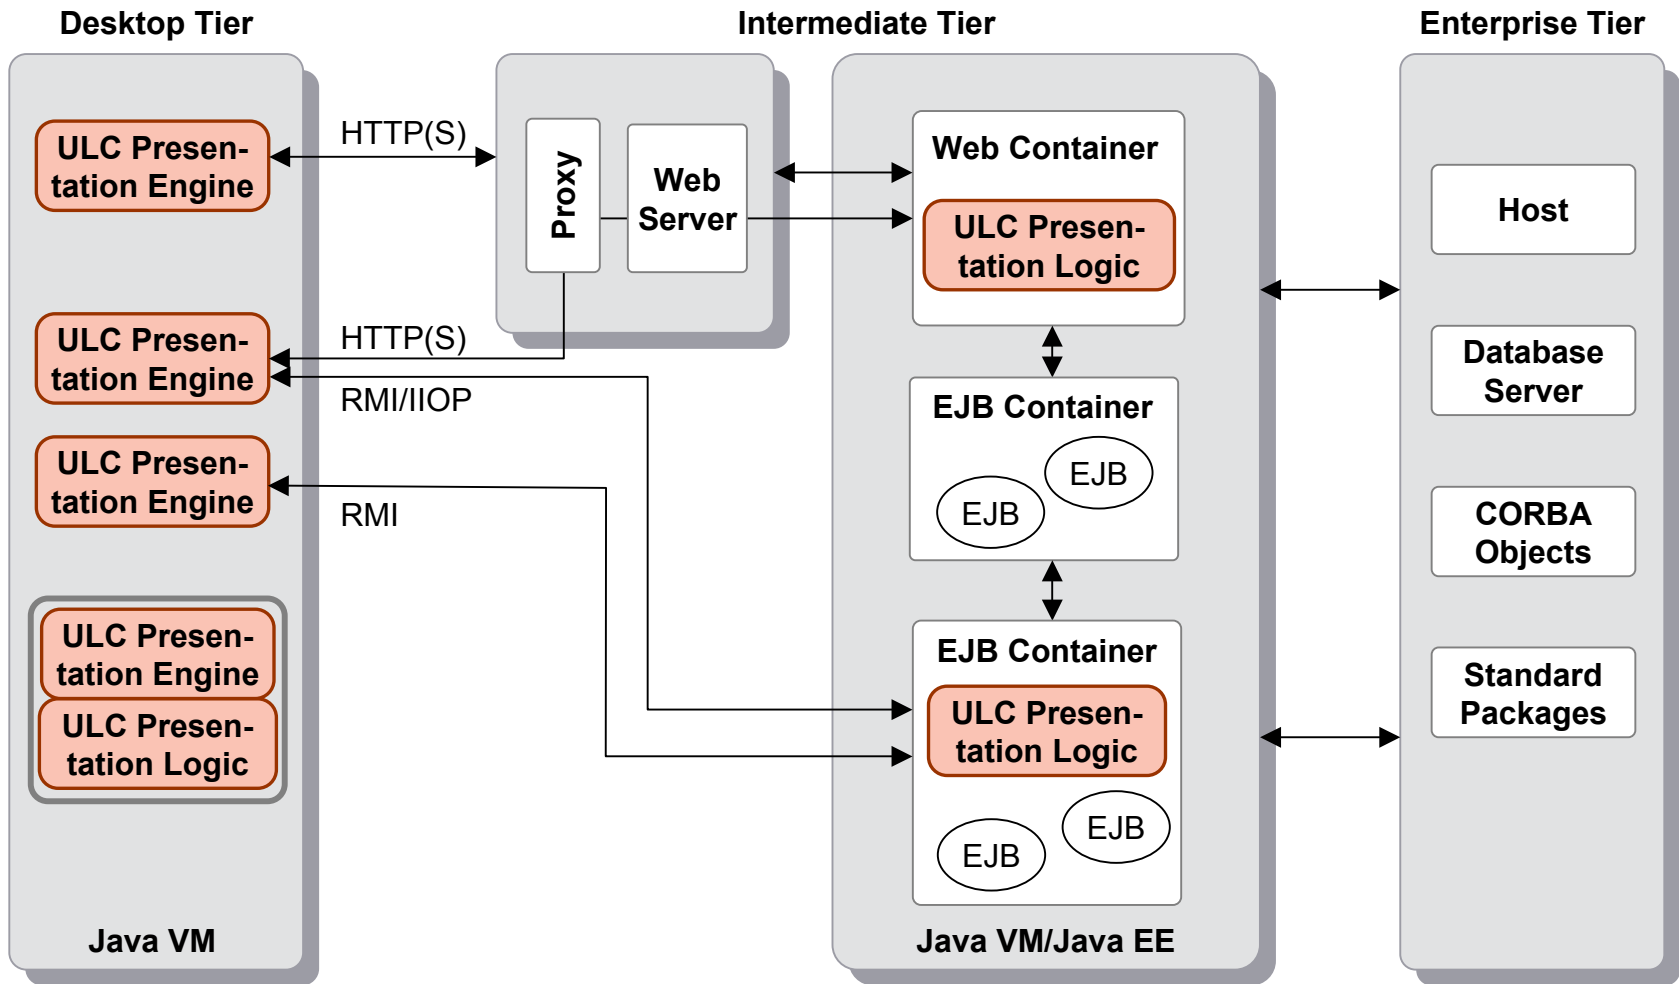 Desktop Tier
Intermediate Tier
Enterprise Tier
ULC Presen-
tation Engine
HTTP(S)
Proxy
Web
Server
Web Container
ULC Presen-
tation Logic
Host
ULC Presen-
tation Engine
HTTP(S)
RMI/IIOP
EJB Container
EJB
EJB
Database
Server
ULC Presen-
tation Engine
RMI
CORBA
Objects
ULC Presen-
tation Engine
ULC Presen-
tation Logic
EJB Container
ULC Presen-
tation Logic
EJB
EJB
Standard
Packages
Java VM
Java VM/Java EE